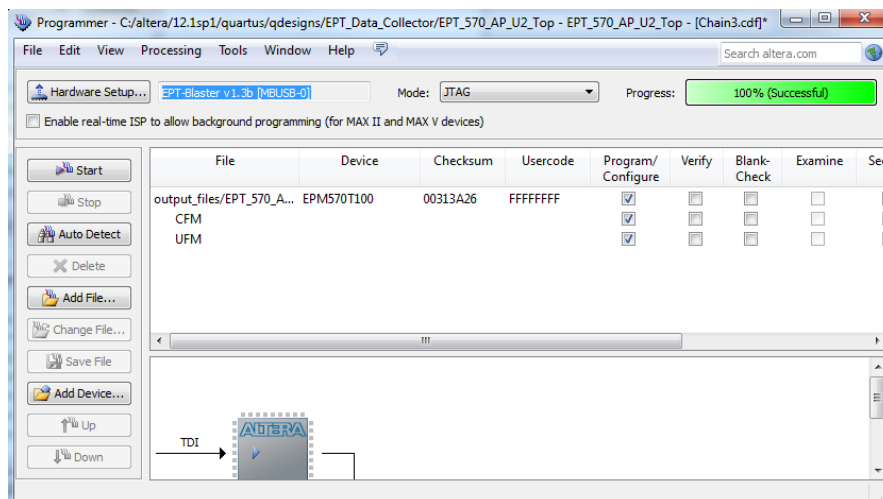 Programmer - C:/altera/12.1sp1/quartus/qdesigns/EPT_Data_Collector/EPT_570_AP_U2_Top - EPT_570_AP_U2_Top - [Chain3.cdf]*
File Edit View Processing Tools Window Help
Search altera.com
Hardware Setup... EPT-Blaster v1.3b [MBUSB-0] Mode: JTAG Progress: 100% (Successful)
Enable real-time ISP to allow background programming (for MAX II and MAX V devices)
Start
Stop
Auto Detect
Delete
Add File...
Change File...
Save File
Add Device...
Up
Down
File Device Checksum Usercode Program/ Verify Blank- Examine Se
Configure Check
output_files/EPT_570_A... EPM570T100 00313A26 FFFFFFFF
CFM
UFM
TDI
ALTERA